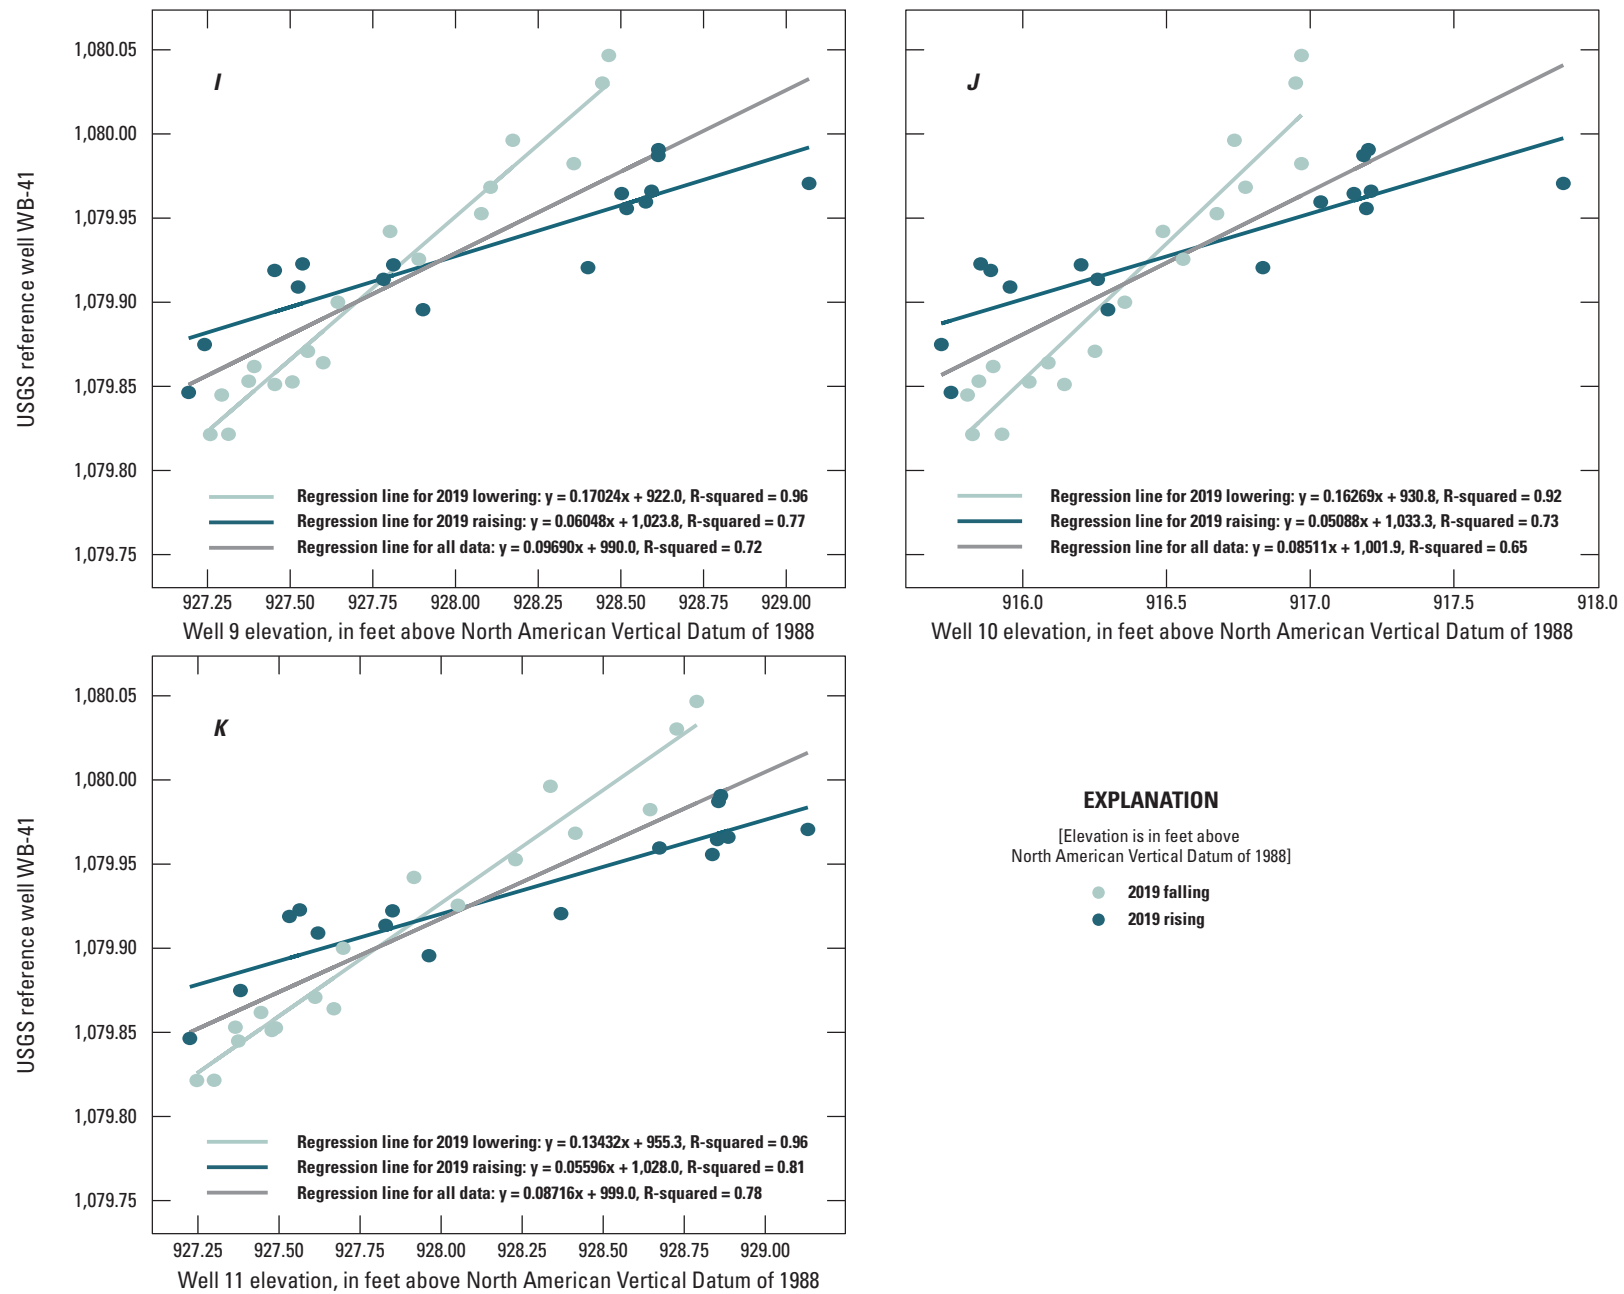 1,080.05
1,080.00
1,079.95
1,079.90
1,079.85
1,079.80
1,079.75
USGS reference well WB-41
I
Regression line for 2019 lowering: y = 0.17024x + 922.0, R-squared = 0.96
Regression line for 2019 raising: y = 0.06048x + 1,023.8, R-squared = 0.77
Regression line for all data: y = 0.09690x + 990.0, R-squared = 0.72
927.25 927.50 927.75 928.00 928.25 928.50 928.75 929.00
Well 9 elevation, in feet above North American Vertical Datum of 1988
J
Regression line for 2019 lowering: y = 0.16269x + 930.8, R-squared = 0.92
Regression line for 2019 raising: y = 0.05088x + 1,033.3, R-squared = 0.73
Regression line for all data: y = 0.08511x + 1,001.9, R-squared = 0.65
916.0 916.5 917.0 917.5 918.0
Well 10 elevation, in feet above North American Vertical Datum of 1988
1,080.05
1,080.00
1,079.95
1,079.90
1,079.85
1,079.80
1,079.75
USGS reference well WB-41
K
Regression line for 2019 lowering: y = 0.13432x + 955.3, R-squared = 0.96
Regression line for 2019 raising: y = 0.05596x + 1,028.0, R-squared = 0.81
Regression line for all data: y = 0.08716x + 999.0, R-squared = 0.78
927.25 927.50 927.75 928.00 928.25 928.50 928.75 929.00
Well 11 elevation, in feet above North American Vertical Datum of 1988
EXPLANATION
[Elevation is in feet above
North American Vertical Datum of 1988]
2019 falling
2019 rising